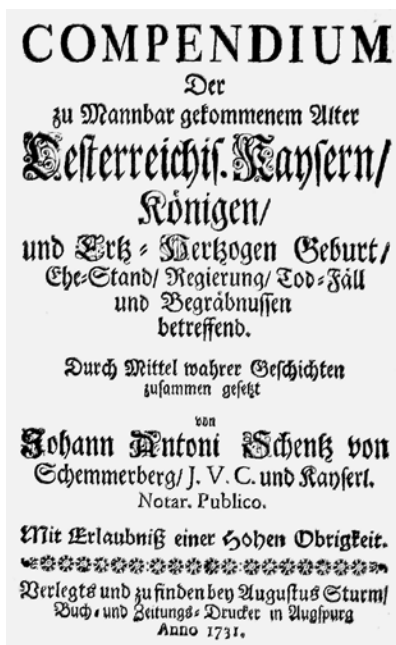 COMPENDIUM
Der
zu Mannbar gekommenem Alter
Oesterreichis. Kaysern/
Königen/
und Ertz-Hertzogen Geburt/
Ehe-Stand/ Regierung/ Tod-Fäll
und Begräbnussen
betreffend.
Durch Mittel wahrer Geschichten
zusammen gesetzt
von
Johann Antoni Schentz von
Schemmerberg/ J. V. C. und Kayserl.
Notar. Publico.
Mit Erlaubniß einer Hohen Obrigkeit.
Verlegts und zu finden bey Augustus Sturm/
Buch- und Zeitungs-Drucker in Augspurg
Anno 1731.